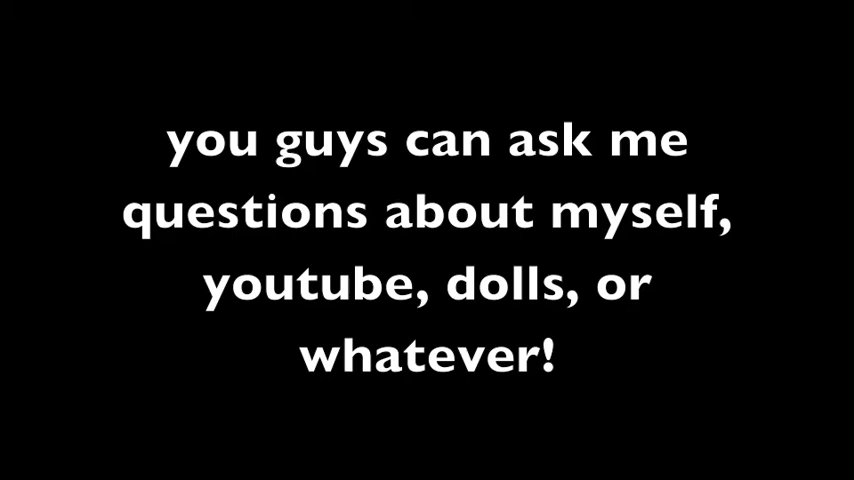 you guys can ask me
questions about myself,
youtube, dolls, or
whatever!